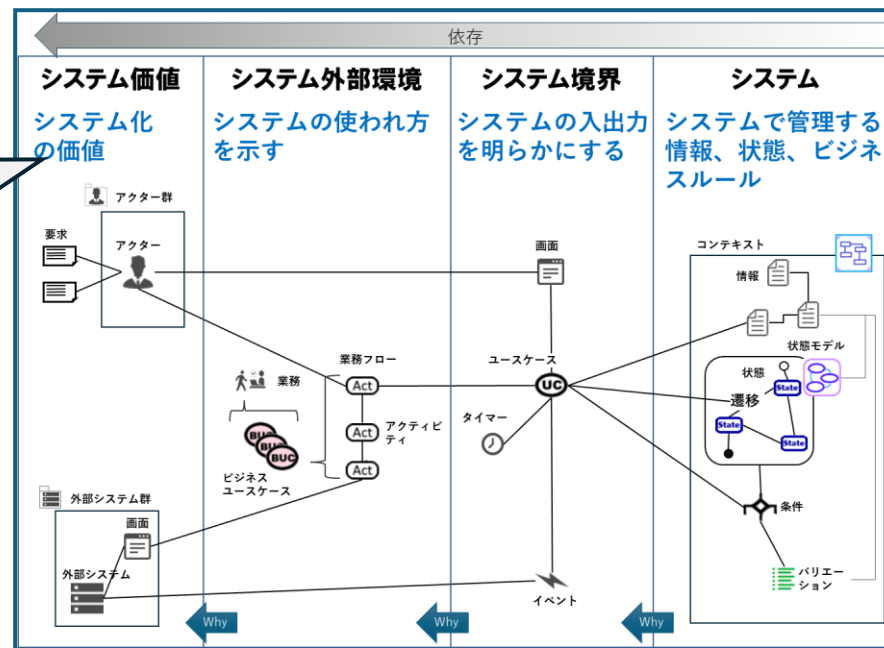 依存
システム価値
システム外部環境
システム境界
システム
システム化
の価値
システムの使われ方
を示す
システムの入出力
を明らかにする
システムで管理する
情報、状態、ビジネ
スルール
アクター群
要求
アクター
画面
コンテキスト
情報
状態モデル
状態
State
遷移
State
State
業務フロー
業務
Act
ユースケース
UC
タイマー
Act
アクティビ
ティ
BUC
BUC
BUC
Act
ビジネス
ユースケース
条件
外部システム群
画面
外部システム
イベント
バリエー
ション
Why
Why
Why